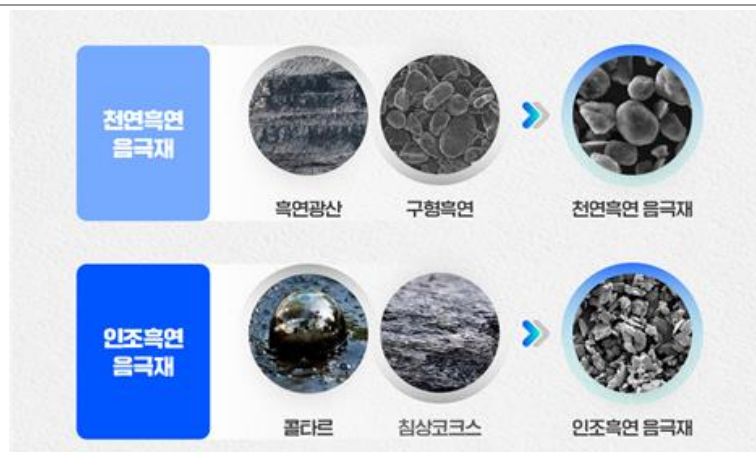 천연흑연
음극재
흑연광산
구형흑연
천연흑연 음극재
인조흑연
음극재
콜타르
침상코크스
인조흑연 음극재